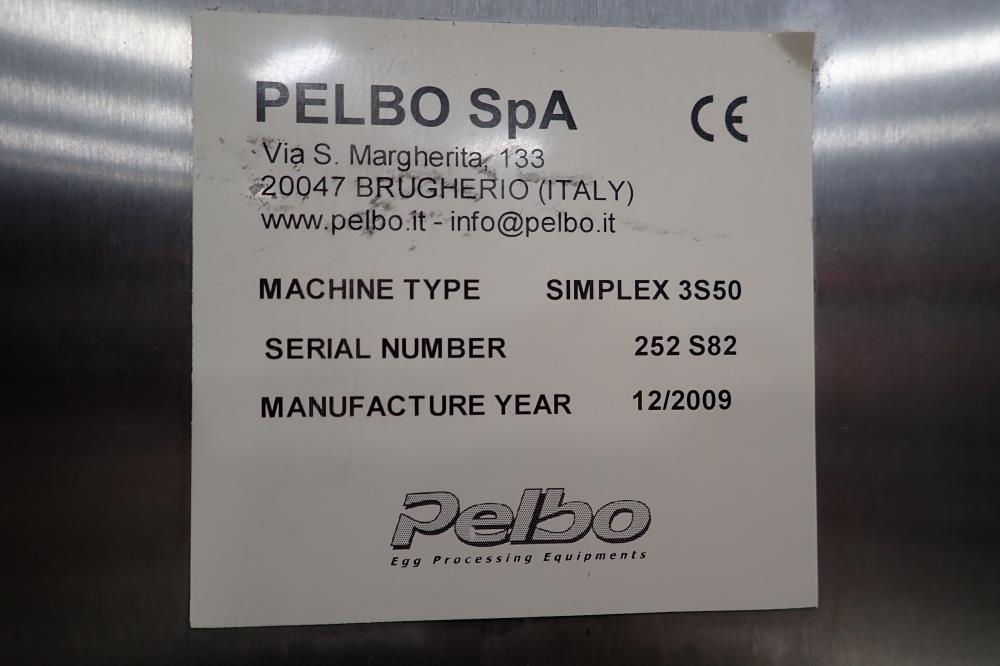 PELBO SpA
CE
Via S. Margherita, 133
20047 BRUGHERIO (ITALY)
www.pelbo.it - info@pelbo.it
MACHINE TYPE SIMPLEX 3S50
SERIAL NUMBER 252 S82
MANUFACTURE YEAR 12/2009
Pelbo
Egg Processing Equipments